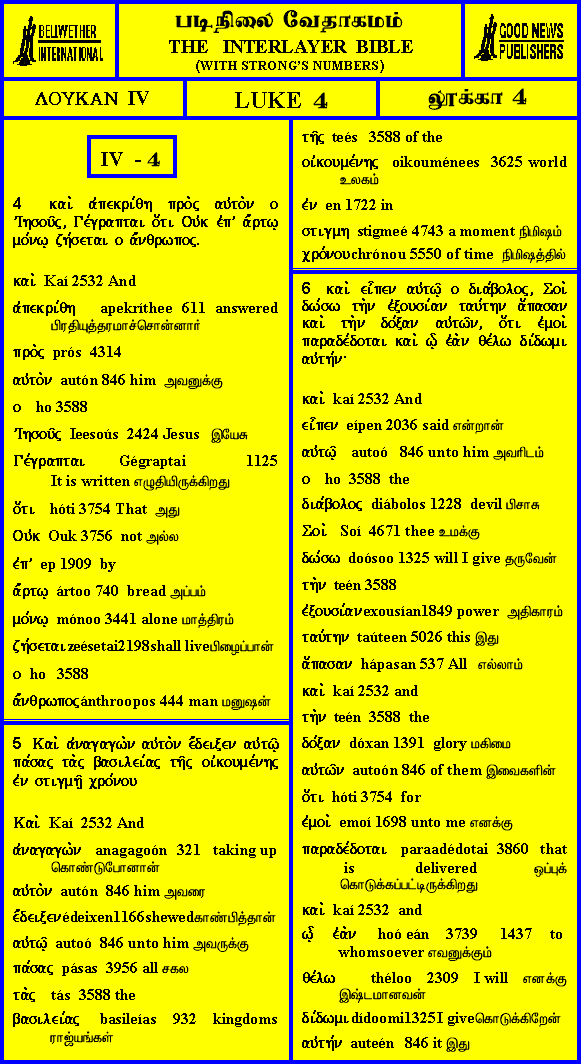 BELLWETHER
INTERNATIONAL
படிநிலை வேதாகமம்
THE INTERLAYER BIBLE
(WITH STRONG'S NUMBERS)
GOOD NEWS
PUBLISHERS
ΛΟΥΚΑΝ IV
LUKE 4
லூக்கா 4
IV - 4
4 καὶ ἀπεκρίθη πρὸς αὐτὸν ο
Ἰησοῦς, Γέγραπται ὅτι Οὐκ ἐπ' ἄρτῳ
μόνῳ ζήσεται ο ἄνθρωπος.
καὶ Kaí 2532 And
ἀπεκρίθη apekríthee 611 answered
பிரதியுத்தரமாச்சொன்னார்
πρὸς prós 4314
αὐτὸν autón 846 him அவனுக்கு
ο ho 3588
Ἰησοῦς Ieesoús 2424 Jesus இயேசு
Γέγραπται Gégraptai 1125
It is written எழுதியிருக்கிறது
ὅτι hóti 3754 That அது
Οὐκ Ouk 3756 not அல்ல
ἐπ' ep 1909 by
ἄρτῳ ártoo 740 bread அப்பம்
μόνῳ mónoo 3441 alone மாத்திரம்
ζήσεται zeésetai2198shall liveபிழைப்பான்
ο ho 3588
ἄνθρωποςánthroopos 444 man மனுஷன்
5 Καὶ ἀναγαγὼν αὐτὸν ἔδειξεν αὐτῷ
πάσας τὰς βασιλείας τῆς οἰκουμένης
ἐν στιγμῇ χρόνου
Καὶ Kaí 2532 And
ἀναγαγὼν anagagoón 321 taking up
கொண்டுபோனான்
αὐτὸν autón 846 him அவரை
ἔδειξενédeixen1166shewedகாண்பித்தான்
αὐτῷ autoó 846 unto him அவருக்கு
πάσας pásas 3956 all சகல
τὰς tás 3588 the
βασιλείας basileías 932 kingdoms
ராஜ்யங்கள்
τῆς teés 3588 of the
οἰκουμένης oikouménees 3625 world
உலகம்
ἐν en 1722 in
στιγμη stigmeé 4743 a moment நிமிஷம்
χρόνουchrónou 5550 of time நிமிஷத்தில்
6 καὶ εἶπεν αὐτῷ ο διάβολος, Σοὶ
δώσω τὴν ἐξουσίαν ταύτην ἅπασαν
καὶ τὴν δόξαν αὐτῶν, ὅτι ἐμοὶ
παραδέδοται καὶ ᾧ ἐὰν θέλω δίδωμι
αὐτήν·
καὶ kaí 2532 And
εἶπεν eípen 2036 said என்றான்
αὐτῷ autoó 846 unto him அவரிடம்
ο ho 3588 the
διάβολος diábolos 1228 devil பிசாசு
Σοὶ Soí 4671 thee உமக்கு
δώσω doósoo 1325 will I give தருவேன்
τὴν teén 3588
ἐξουσίανexousían1849 power அதிகாரம்
ταύτην taúteen 5026 this இது
ἅπασαν hápasan 537 All எல்லாம்
καὶ kaí 2532 and
τὴν teén 3588 the
δόξαν dóxan 1391 glory மகிமை
αὐτῶν autoón 846 of them இவைகளின்
ὅτι hóti 3754 for
ἐμοὶ emoí 1698 unto me எனக்கு
παραδέδοται paraadédotai 3860 that
is delivered ஒப்புக்
கொடுக்கப்பட்டிருக்கிறது
καὶ kaí 2532 and
ᾧ ἐὰν hoó eán 3739 1437 to
whomsoever எவனுக்கும்
θέλω théloo 2309 I will எனக்கு
இஷ்டமானவன்
δίδωμι dídoomi1325I giveகொடுக்கிறேன்
αὐτήν auteén 846 it இது